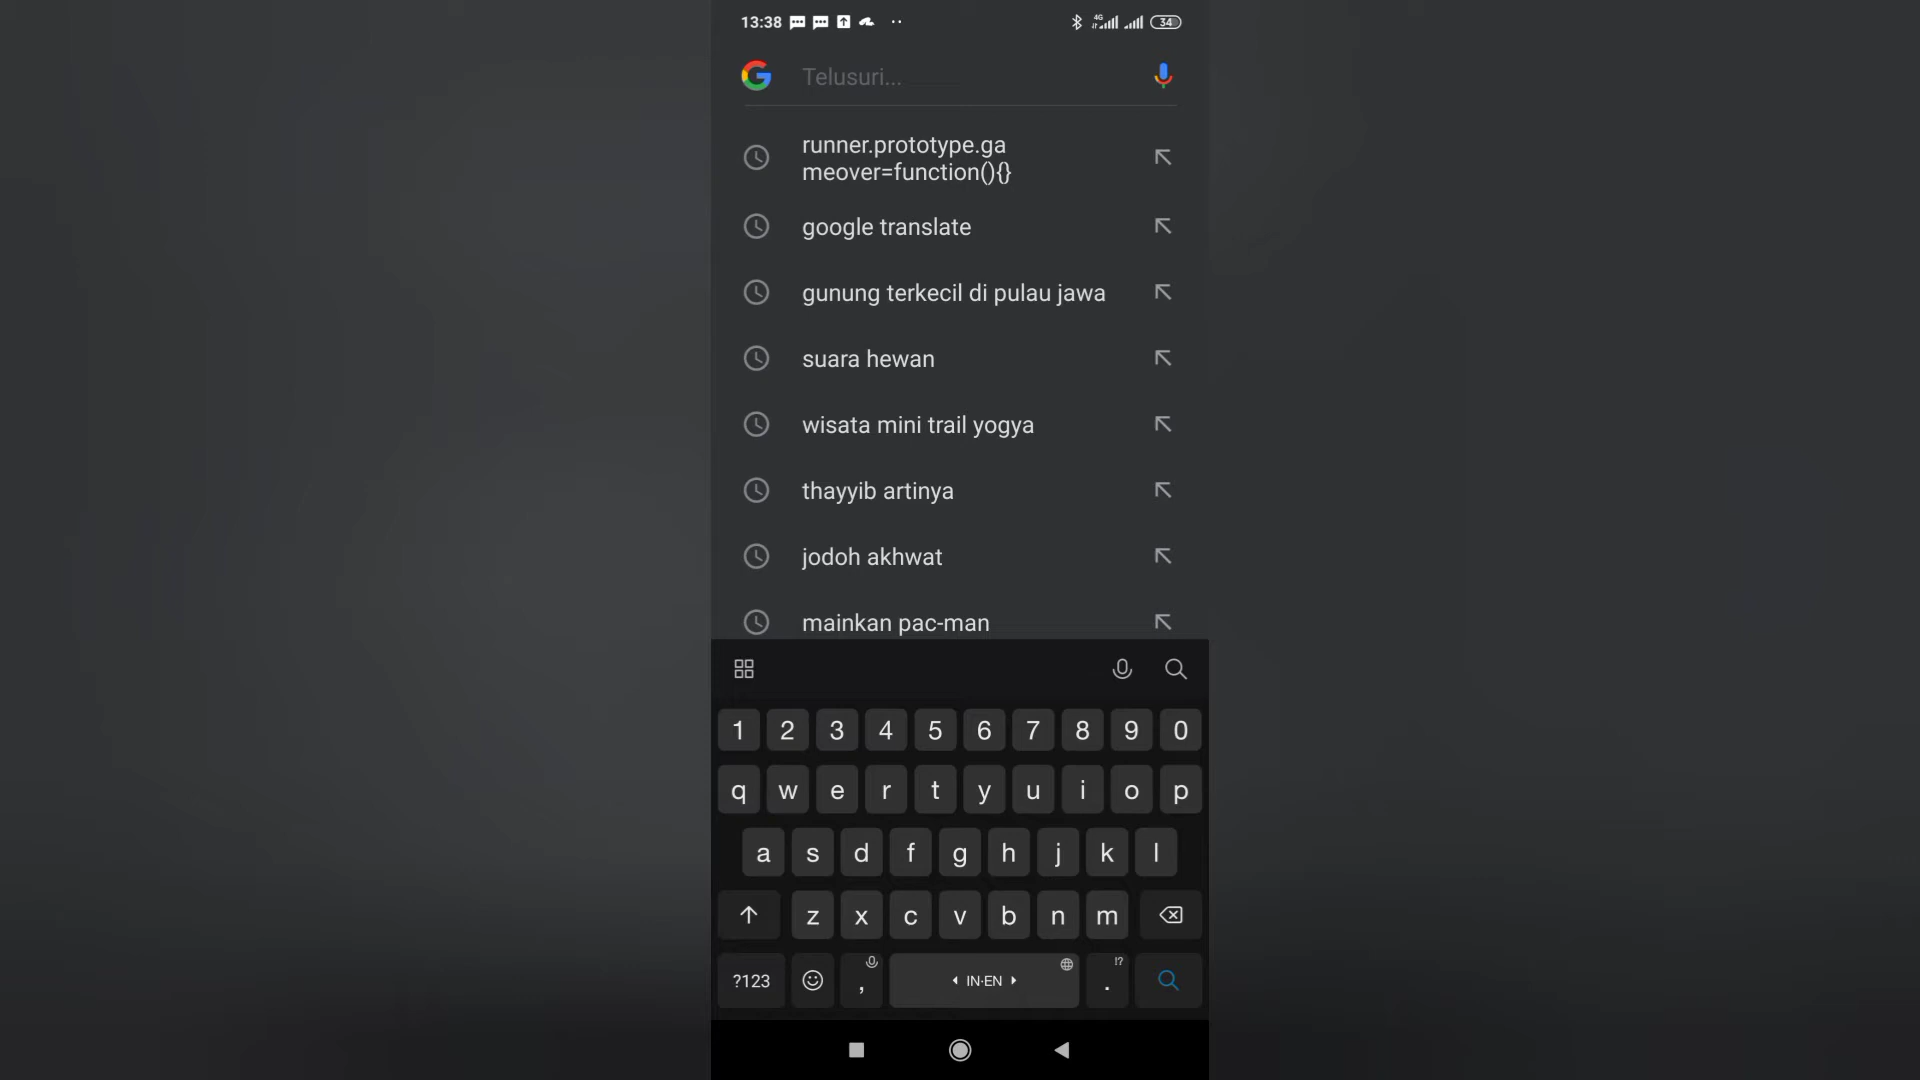 13:38
4G
34
Telusuri...
runner.prototype.ga
meover=function(){}
google translate
gunung terkecil di pulau jawa
suara hewan
wisata mini trail yogya
thayyib artinya
jodoh akhwat
mainkan pac-man
1 2 3 4 5 6 7 8 9 0
q w e r t y u i o p
a s d f g h j k l
z x c v b n m
?123 , IN·EN !? .